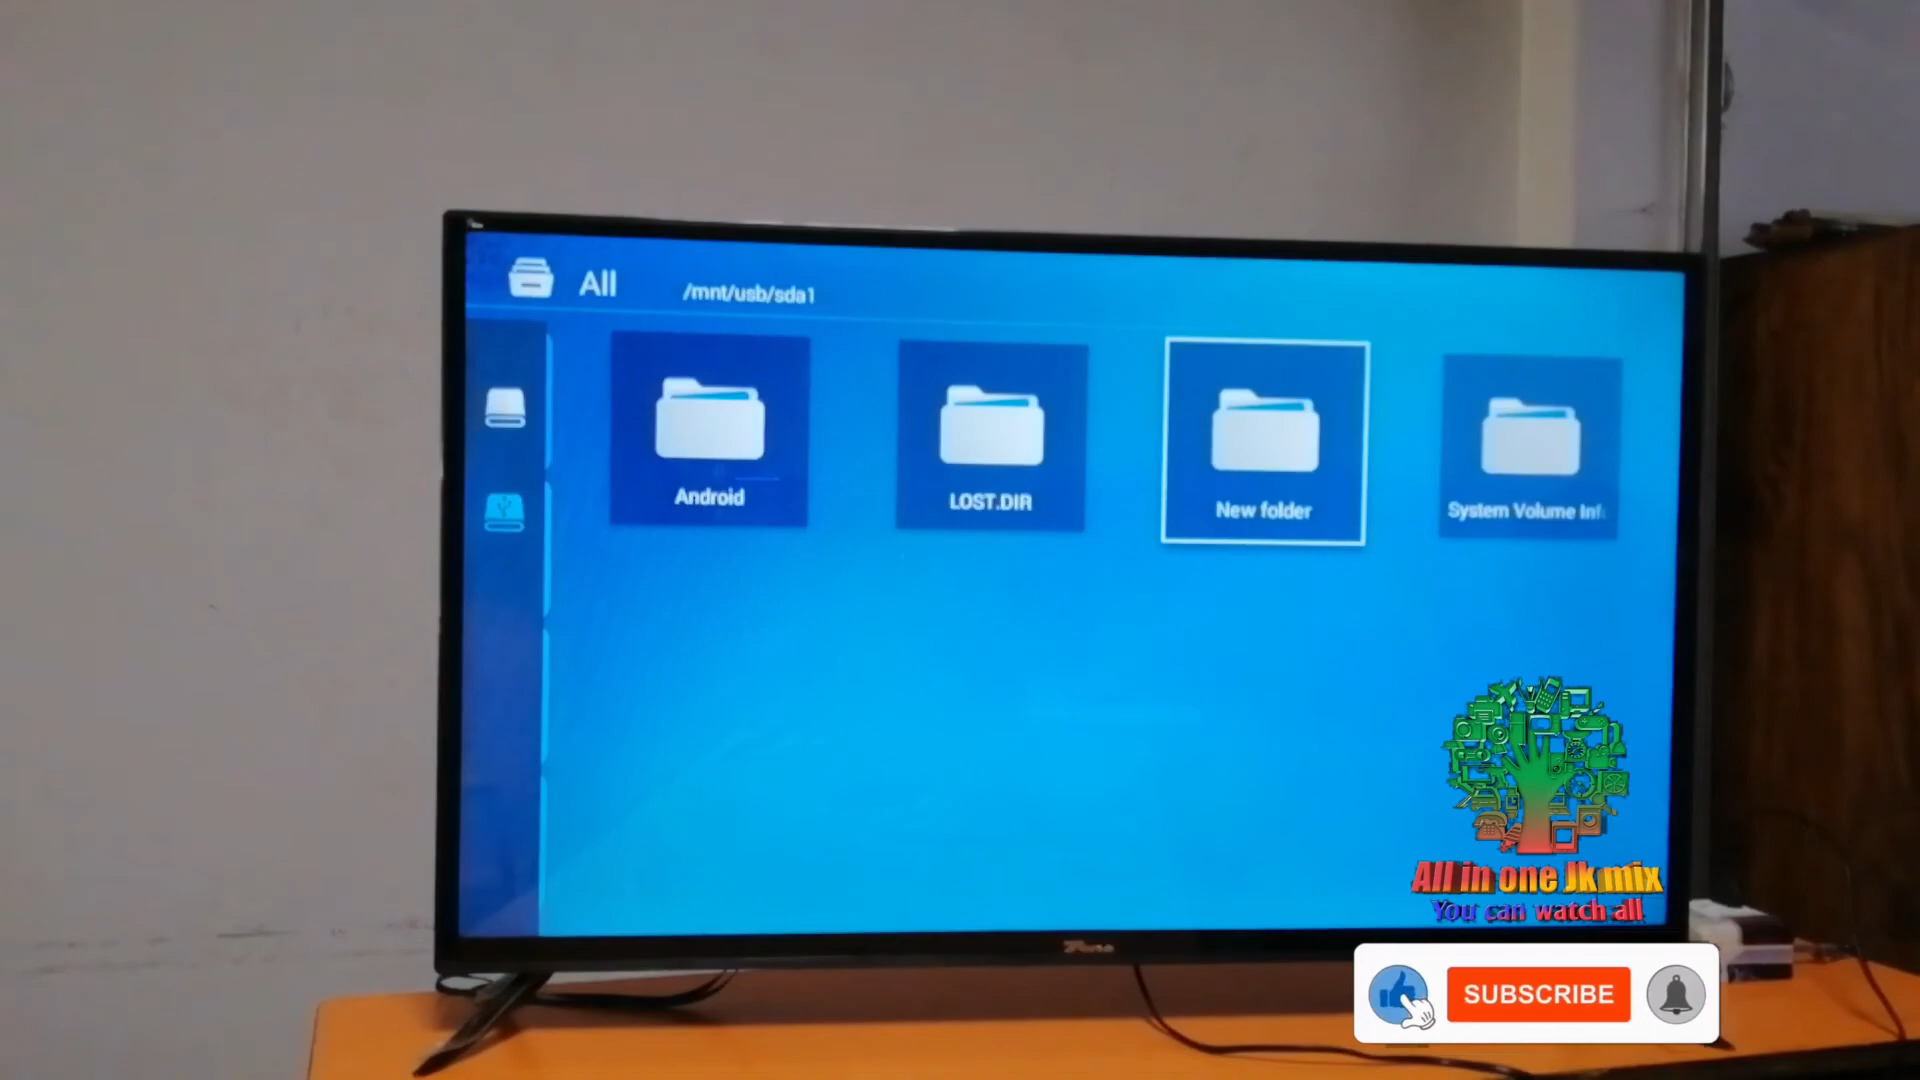 All
/mnt/usb/sda1
Android
LOST.DIR
New folder
System Volume Inf
All in one Jk mix
You can watch all
SUBSCRIBE